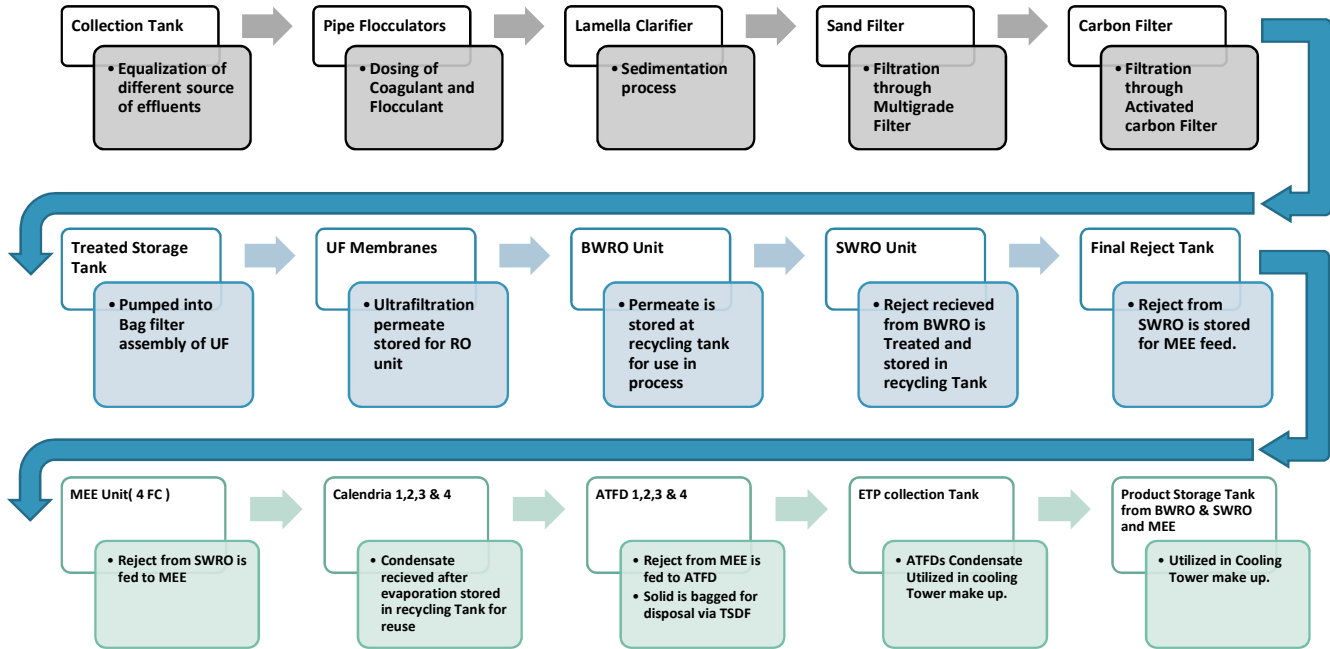 Collection Tank
• Equalization of
different source
of effluents
Pipe Flocculators
• Dosing of
Coagulant and
Flocculant
Lamella Clarifier
• Sedimentation
process
Sand Filter
• Filtration
through
Multigrade
Filter
Carbon Filter
• Filtration
through
Activated
carbon Filter
Treated Storage
Tank
• Pumped into
Bag filter
assembly of UF
UF Membranes
• Ultrafiltration
permeate
stored for RO
unit
BWRO Unit
• Permeate is
stored at
recycling tank
for use in
process
SWRO Unit
• Reject recieved
from BWRO is
Treated and
stored in
recycling Tank
Final Reject Tank
• Reject from
SWRO is stored
for MEE feed.
MEE Unit( 4 FC )
• Reject from SWRO is
fed to MEE
Calendria 1,2,3 & 4
• Condensate
recieved after
evaporation stored
in recycling Tank for
reuse
ATFD 1,2,3 & 4
• Reject from MEE is
fed to ATFD
• Solid is bagged for
disposal via TSDF
ETP collection Tank
• ATFDs Condensate
Utilized in cooling
Tower make up.
Product Storage Tank
from BWRO & SWRO
and MEE
• Utilized in Cooling
Tower make up.